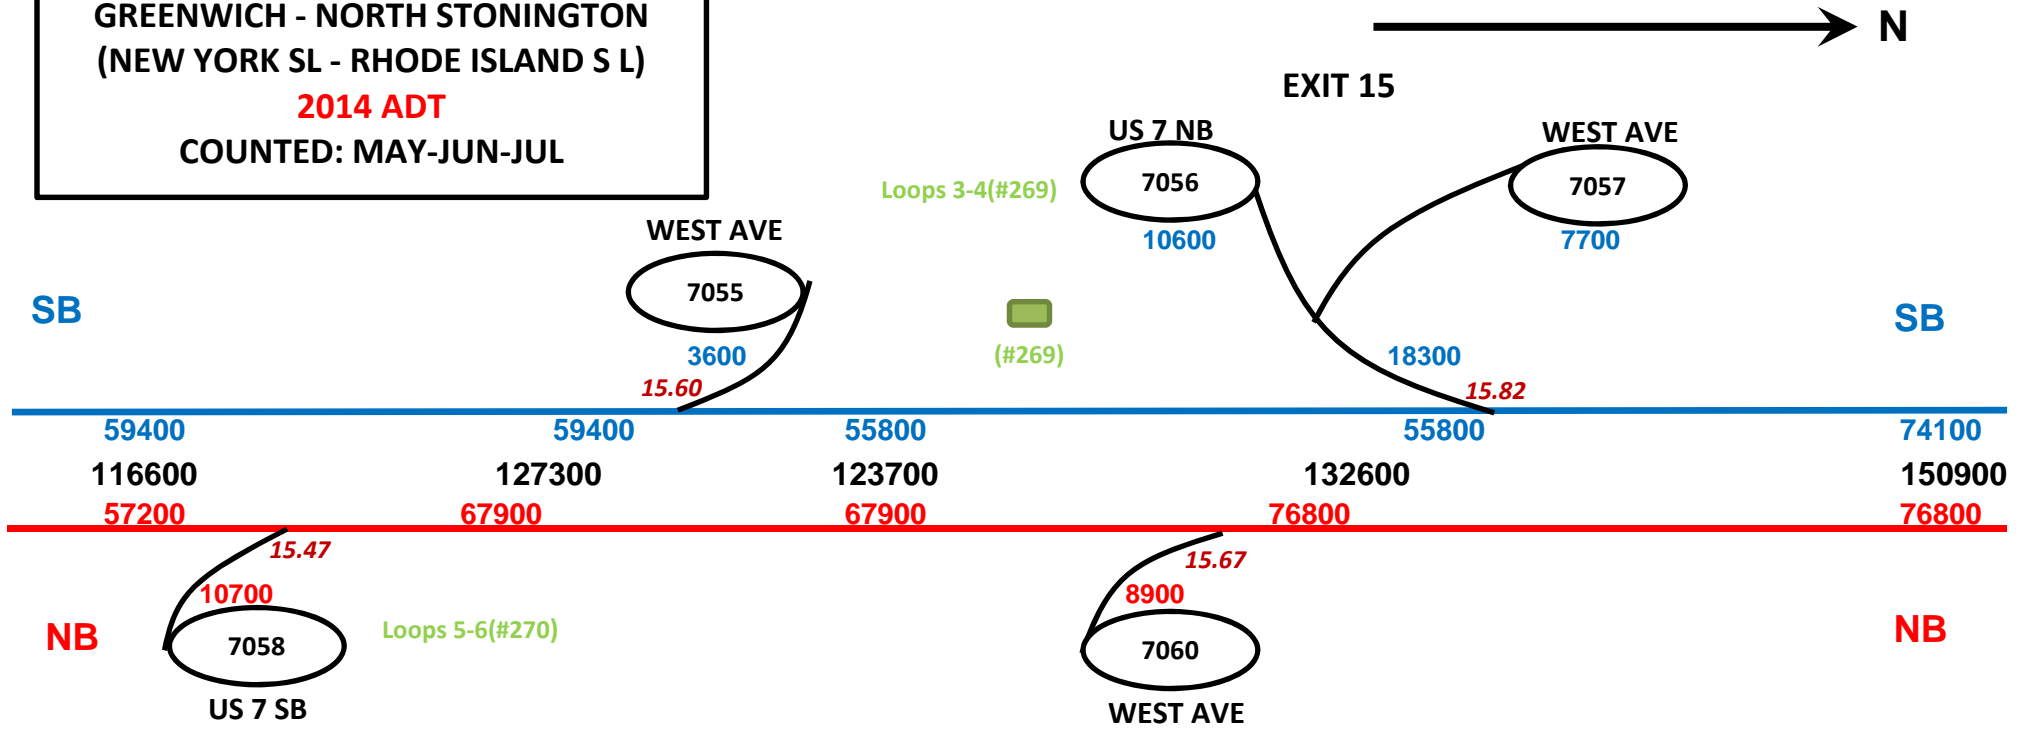 GREENWICH - NORTH STONINGTON
(NEW YORK SL - RHODE ISLAND S L)
2014 ADT
COUNTED: MAY-JUN-JUL
N
EXIT 15
US 7 NB
WEST AVE
7056
7057
Loops 3-4(#269)
10600
7700
WEST AVE
7055
SB
SB
3600
(#269)
18300
15.60
15.82
59400
59400
55800
55800
74100
116600
127300
123700
132600
150900
57200
67900
67900
76800
76800
15.47
15.67
10700
8900
NB
Loops 5-6(#270)
NB
7058
7060
US 7 SB
WEST AVE